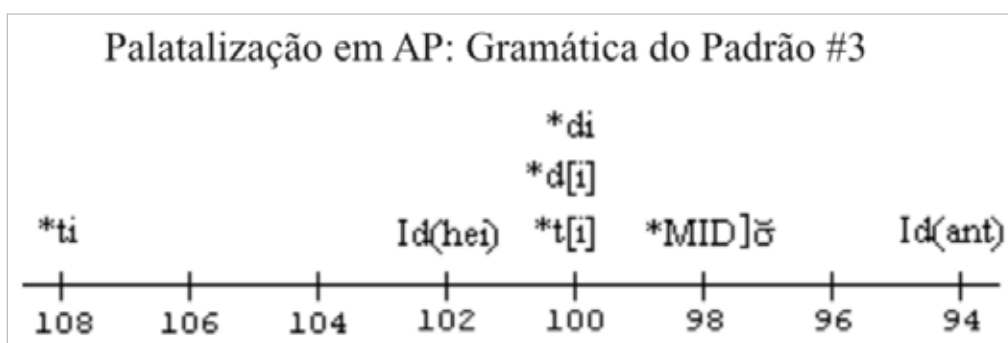 Palatalização em AP: Gramática do Padrão #3
*di
*d[i]
*ti Id(hei) *t[i] *MID]σ̆ Id(ant)
108 106 104 102 100 98 96 94